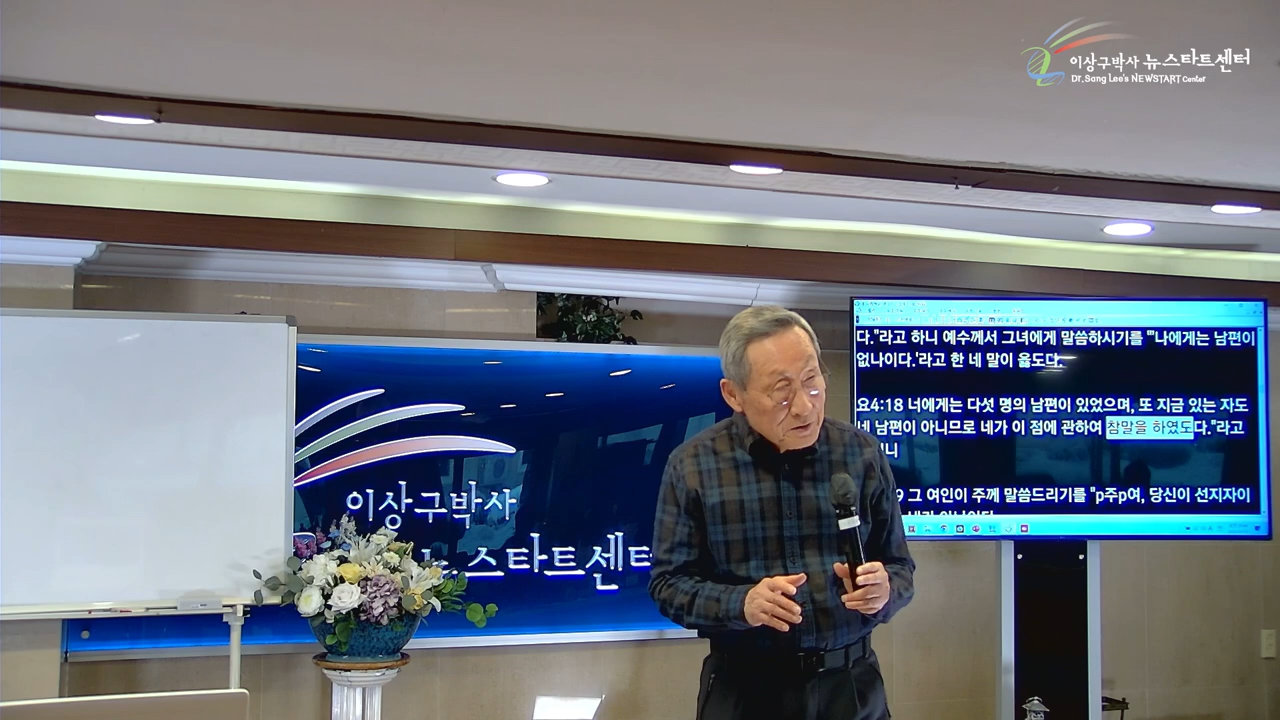 이상구박사 뉴스타트센터
Dr. Sang Lee's NEWSTART Center
이상구박사
뉴스타트센터
다."라고 하니 예수께서 그녀에게 말씀하시기를 "'나에게는 남편이
없나이다.'라고 한 네 말이 옳도다.
요4:18 너에게는 다섯 명의 남편이 있었으며, 또 지금 있는 자도
네 남편이 아니므로 네가 이 점에 관하여 참말을 하였도다."라고
니
9 그 여인이 주께 말씀드리기를 "p주p여, 당신이 선지자이